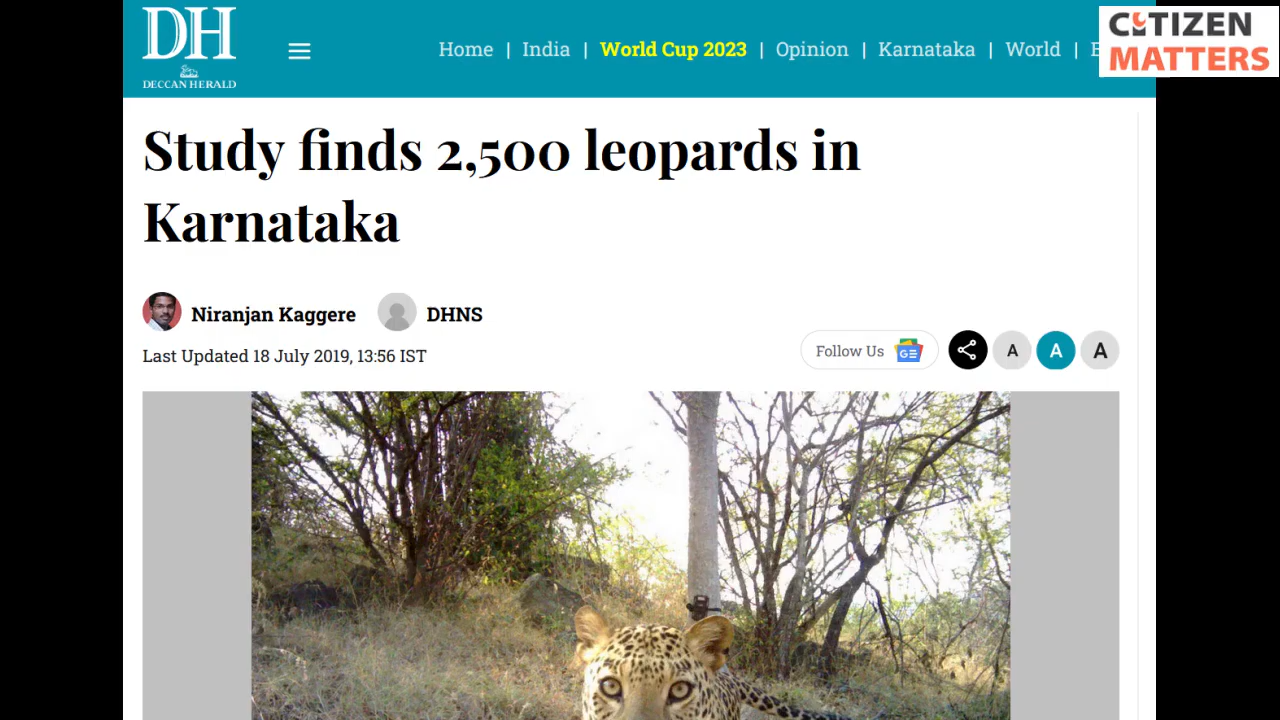 DH
DECCAN HERALD
Home | India | World Cup 2023 | Opinion | Karnataka | World |
CITIZEN
MATTERS
Study finds 2,500 leopards in
Karnataka
Niranjan Kaggere DHNS
Last Updated 18 July 2019, 13:56 IST
Follow Us GE A A A